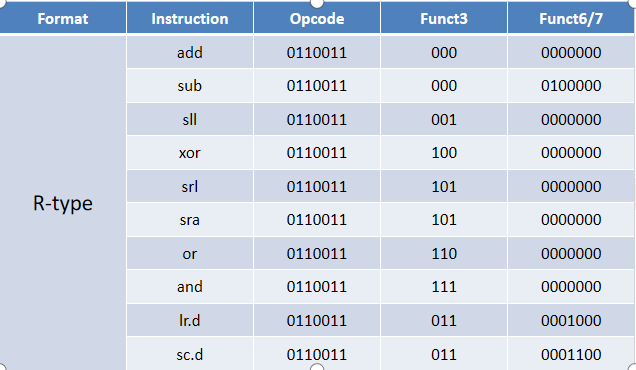 Format Instruction Opcode Funct3 Funct6/7
add 0110011 000 0000000
sub 0110011 000 0100000
sll 0110011 001 0000000
xor 0110011 100 0000000
R-type srl 0110011 101 0000000
sra 0110011 101 0000000
or 0110011 110 0000000
and 0110011 111 0000000
lr.d 0110011 011 0001000
sc.d 0110011 011 0001100